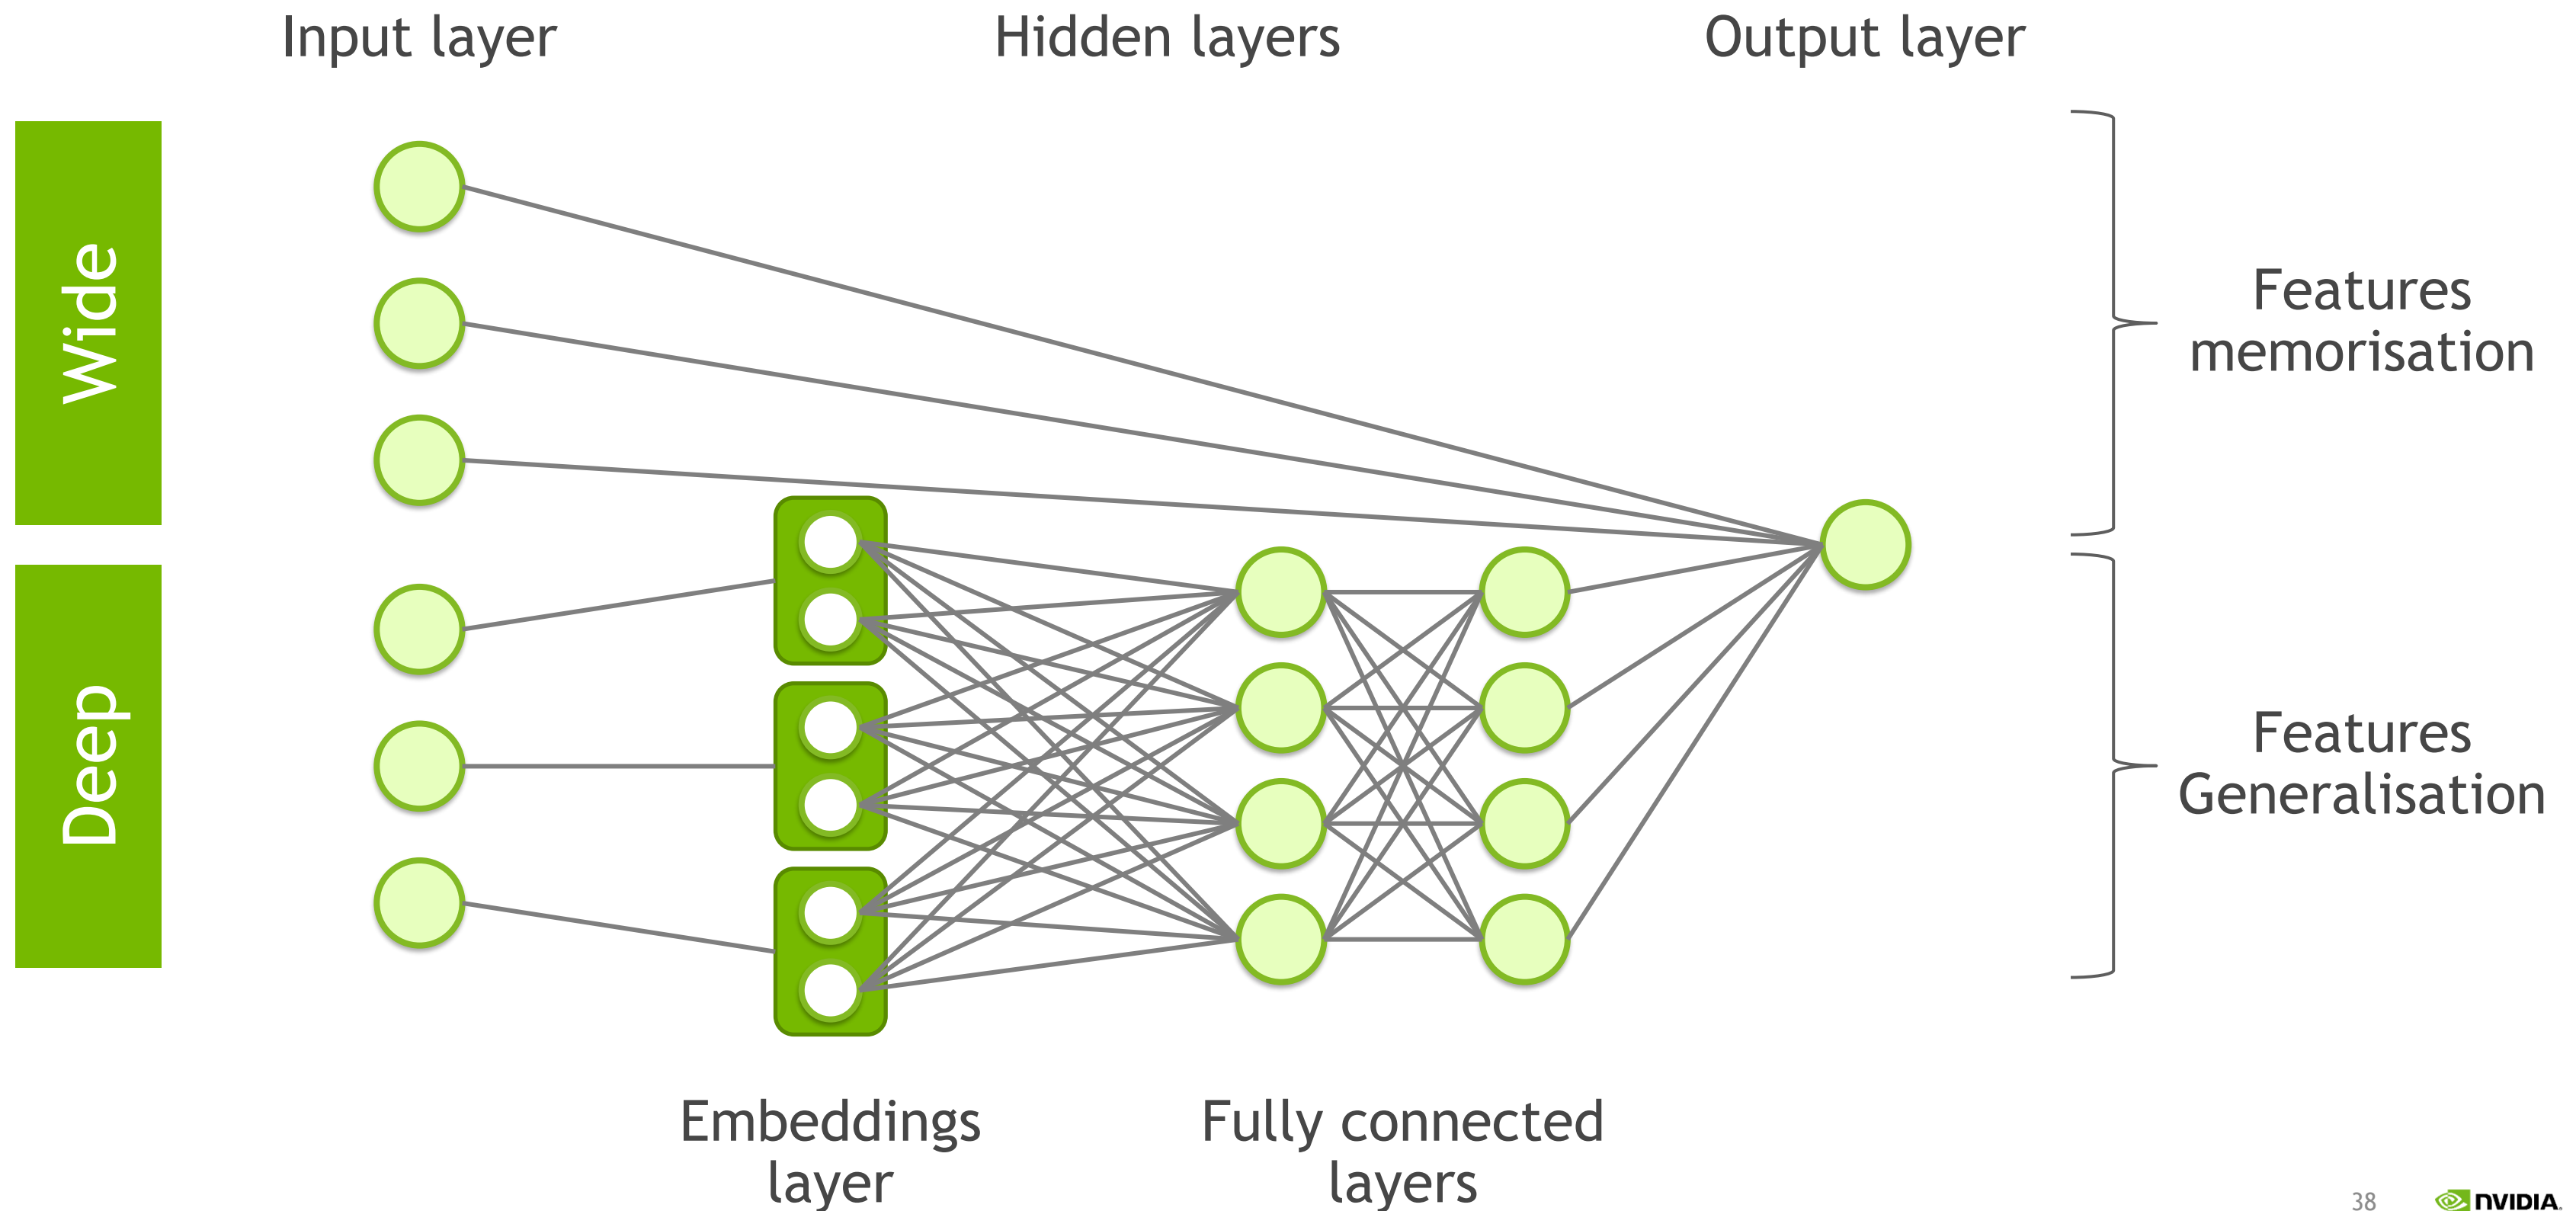 Input layer
Hidden layers
Output layer
Wide
Features
memorisation
Deep
Features
Generalisation
Embeddings
layer
Fully connected
layers
38
NVIDIA.